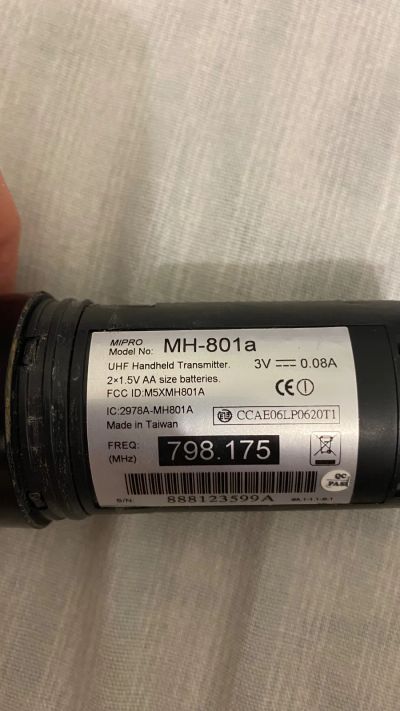 MIPRO
Model No: MH-801a
UHF Handheld Transmitter. 3V 0.08A
2×1.5V AA size batteries.
FCC ID:M5XMH801A
IC:2978A-MH801A
CCAE06LP0620T1
Made in Taiwan
FREQ: 798.175
(MHz)
QC
PASS
S/N: 888123599A